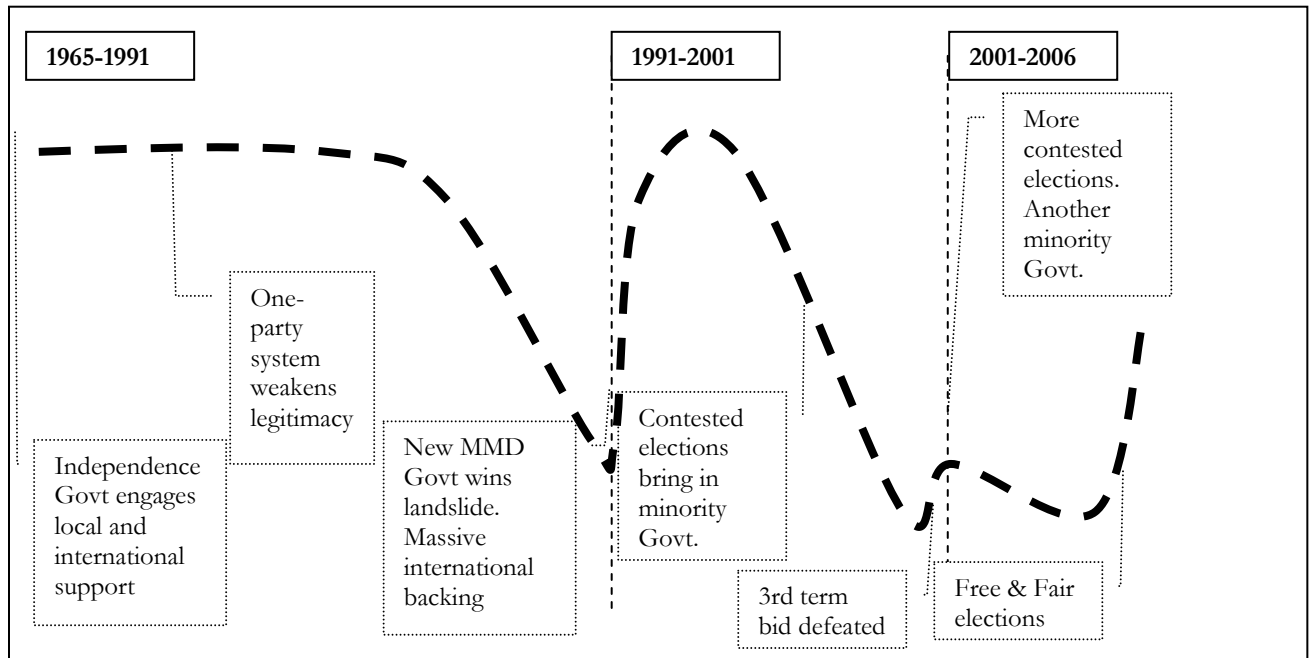 1965-1991
1991-2001
2001-2006
More
contested
elections.
Another
minority
Govt.
One-
party
system
weakens
legitimacy
Independence
Govt engages
local and
international
support
New MMD
Govt wins
landslide.
Massive
international
backing
Contested
elections
bring in
minority
Govt.
3rd term
bid defeated
Free & Fair
elections